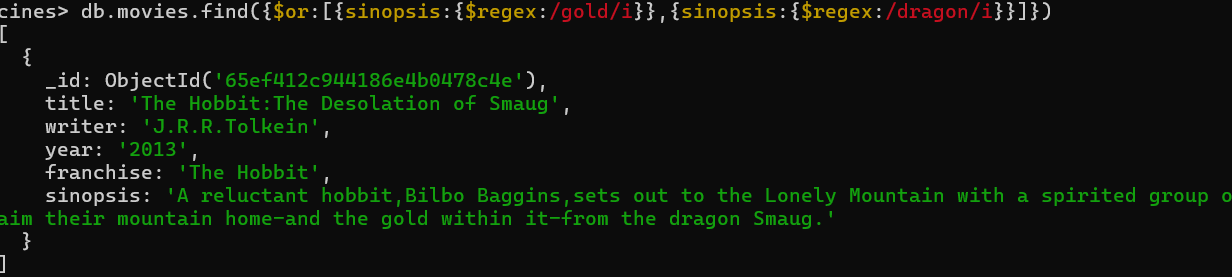 cines> db.movies.find({$or:[{sinopsis:{$regex:/gold/i}},{sinopsis:{$regex:/dragon/i}}]})
[
  {
    _id: ObjectId('65ef412c944186e4b0478c4e'),
    title: 'The Hobbit:The Desolation of Smaug',
    writer: 'J.R.R.Tolkein',
    year: '2013',
    franchise: 'The Hobbit',
    sinopsis: 'A reluctant hobbit,Bilbo Baggins,sets out to the Lonely Mountain with a spirited group o
aim their mountain home-and the gold within it-from the dragon Smaug.'
  }
]